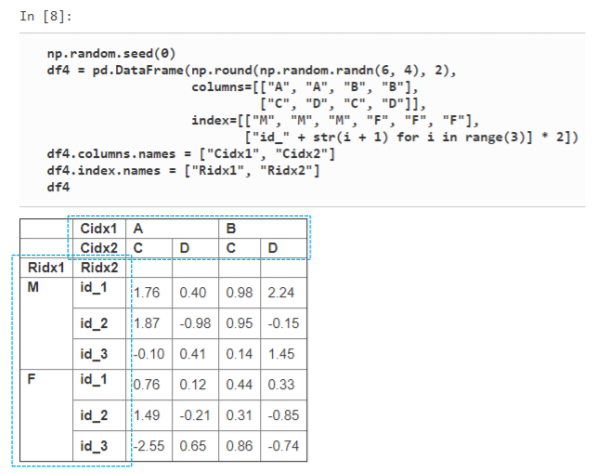 In [8]:
np.random.seed(0)
df4 = pd.DataFrame(np.round(np.random.randn(6, 4), 2),
columns=[["A", "A", "B", "B"],
["C", "D", "C", "D"]],
index=[["M", "M", "M", "F", "F", "F"],
["id_" + str(i + 1) for i in range(3)] * 2])
df4.columns.names = ["Cidx1", "Cidx2"]
df4.index.names = ["Ridx1", "Ridx2"]
df4
Cidx1 A B
Cidx2 C D C D
Ridx1 Ridx2
M id_1 1.76 0.40 0.98 2.24
id_2 1.87 -0.98 0.95 -0.15
id_3 -0.10 0.41 0.14 1.45
F id_1 0.76 0.12 0.44 0.33
id_2 1.49 -0.21 0.31 -0.85
id_3 -2.55 0.65 0.86 -0.74